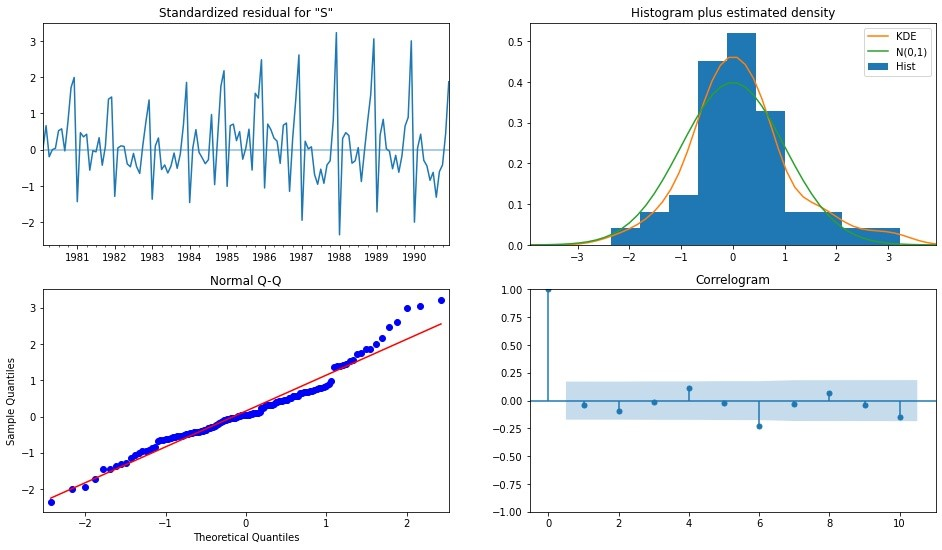 Standardized residual for "S"
3
2
1
0
−1
−2
1981 1982 1983 1984 1985 1986 1987 1988 1989 1990
Histogram plus estimated density
KDE
N(0,1)
Hist
0.5
0.4
0.3
0.2
0.1
0.0
−3 −2 −1 0 1 2 3
Normal Q-Q
Sample Quantiles
3
2
1
0
−1
−2
−2 −1 0 1 2
Theoretical Quantiles
Correlogram
1.00
0.75
0.50
0.25
0.00
−0.25
−0.50
−0.75
−1.00
0 2 4 6 8 10